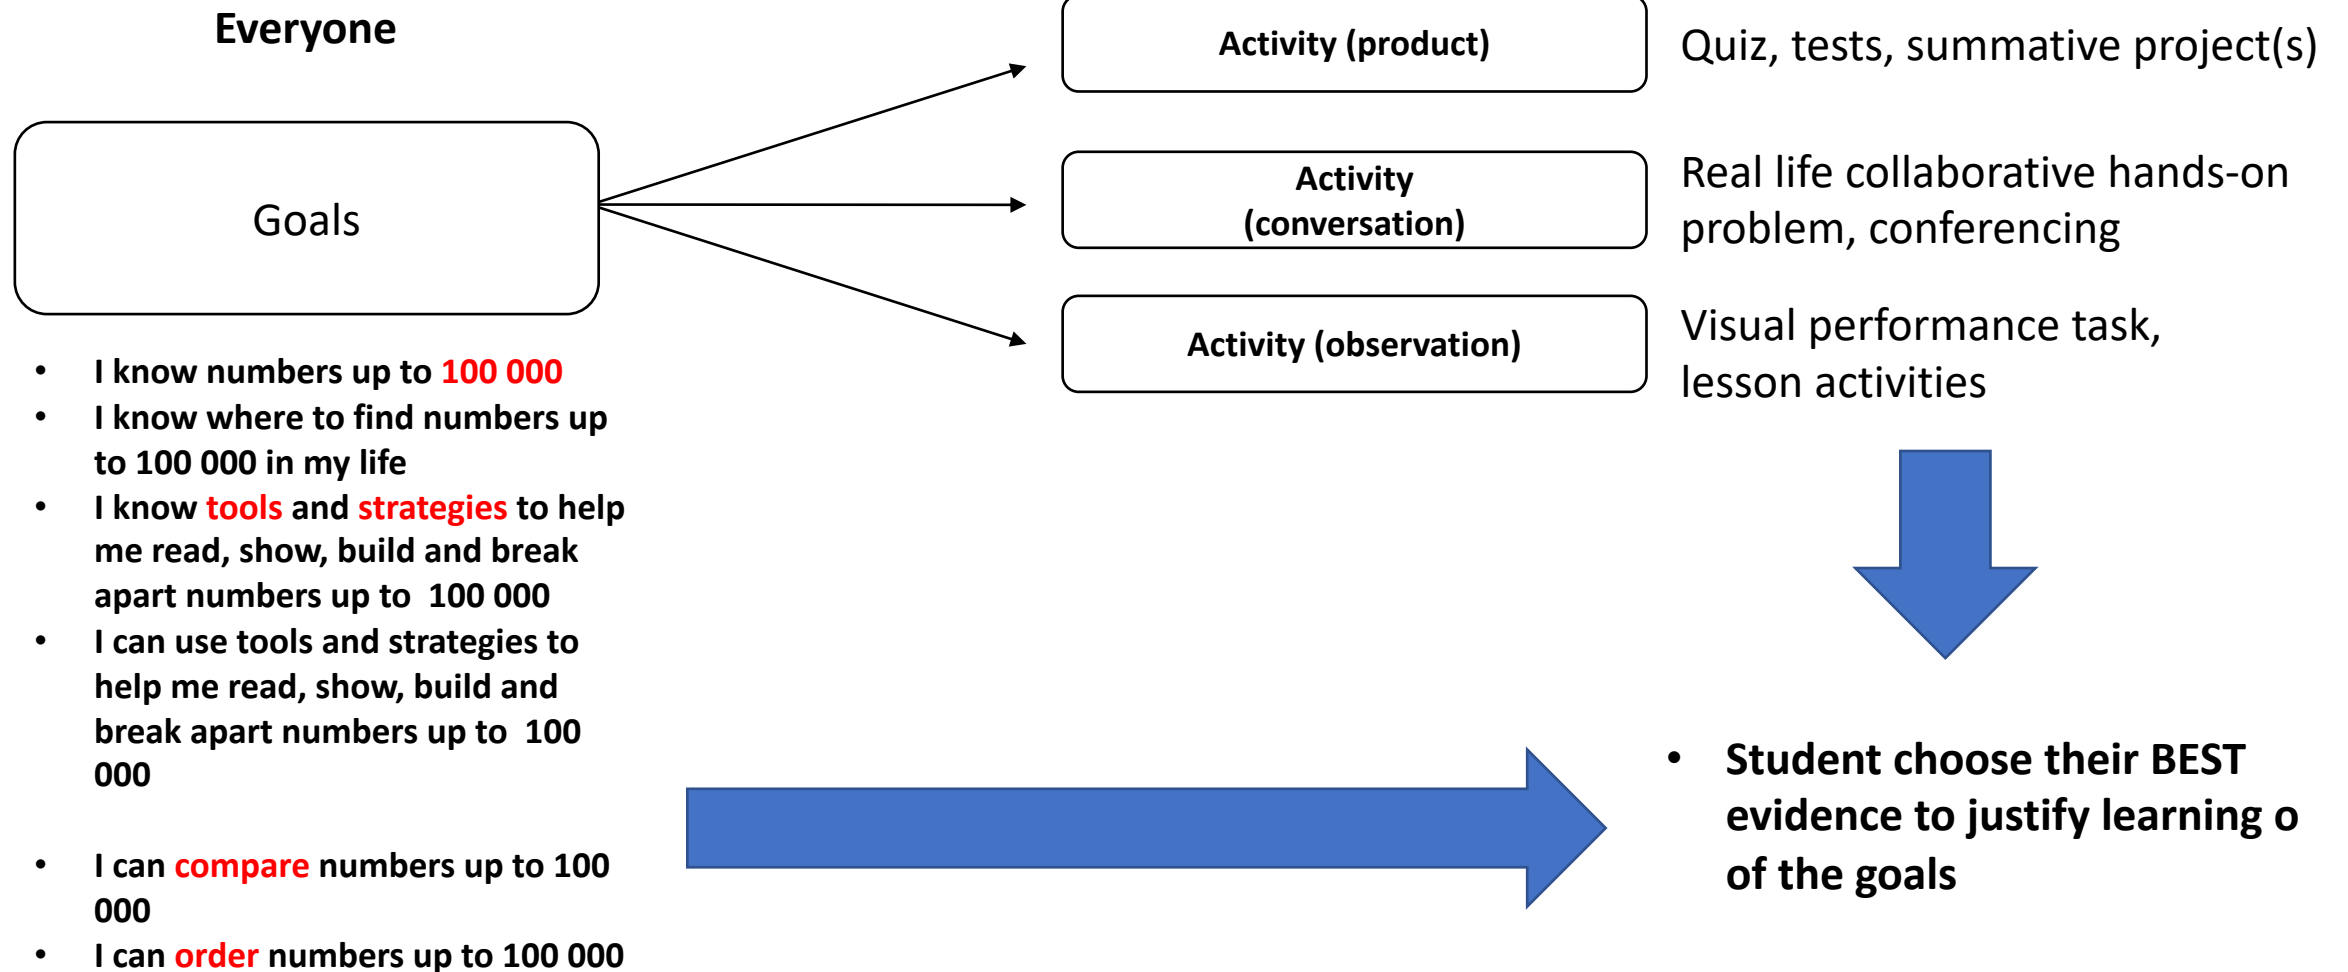 Everyone
Goals
• I know numbers up to 100 000
• I know where to find numbers up
to 100 000 in my life
• I know tools and strategies to help
me read, show, build and break
apart numbers up to  100 000
• I can use tools and strategies to
help me read, show, build and
break apart numbers up to  100
000
• I can compare numbers up to 100
000
• I can order numbers up to 100 000
Activity (product)
Quiz, tests, summative project(s)
Activity
(conversation)
Real life collaborative hands-on
problem, conferencing
Activity (observation)
Visual performance task,
lesson activities
• Student choose their BEST
evidence to justify learning o
of the goals